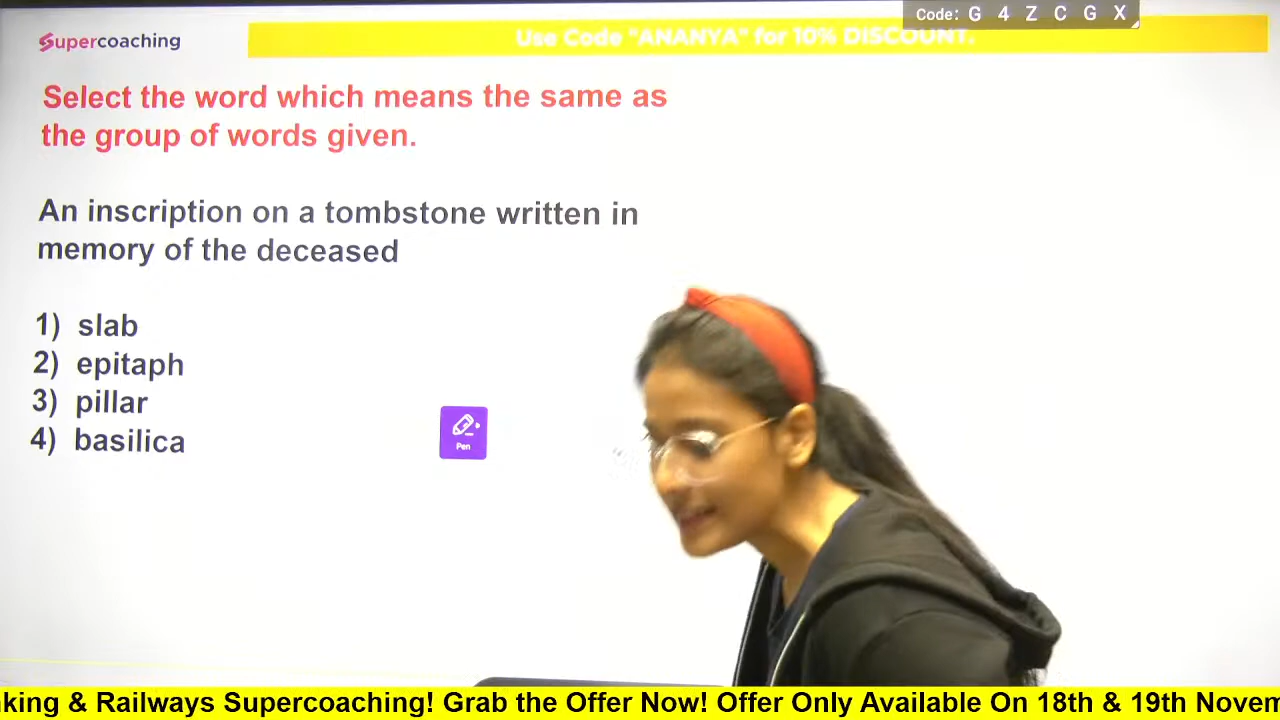 Supercoaching
Use Code "ANANYA" for 10% DISCOUNT.
Code: G 4 Z C G X
Select the word which means the same as
the group of words given.
An inscription on a tombstone written in
memory of the deceased
1) slab
2) epitaph
3) pillar
4) basilica
Pen
& Railways Supercoaching! Grab the Offer Now! Offer Only Available On 18th & 19th